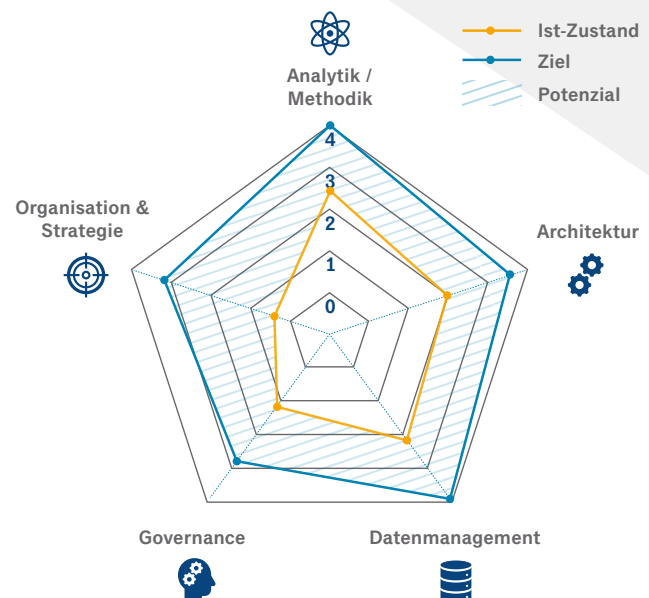 Ist-Zustand
Ziel
Potenzial
Analytik /
Methodik
4
3
2
1
0
Organisation &
Strategie
Architektur
Governance
Datenmanagement